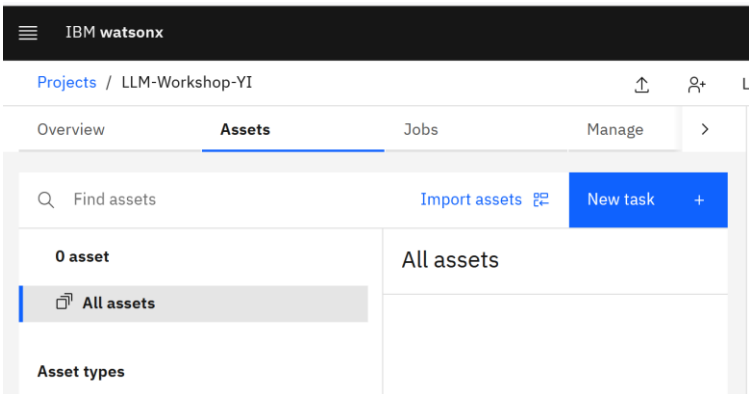 IBM watsonx
Projects / LLM-Workshop-YI
Overview Assets Jobs Manage
Find assets Import assets New task +
0 asset
All assets
All assets
Asset types